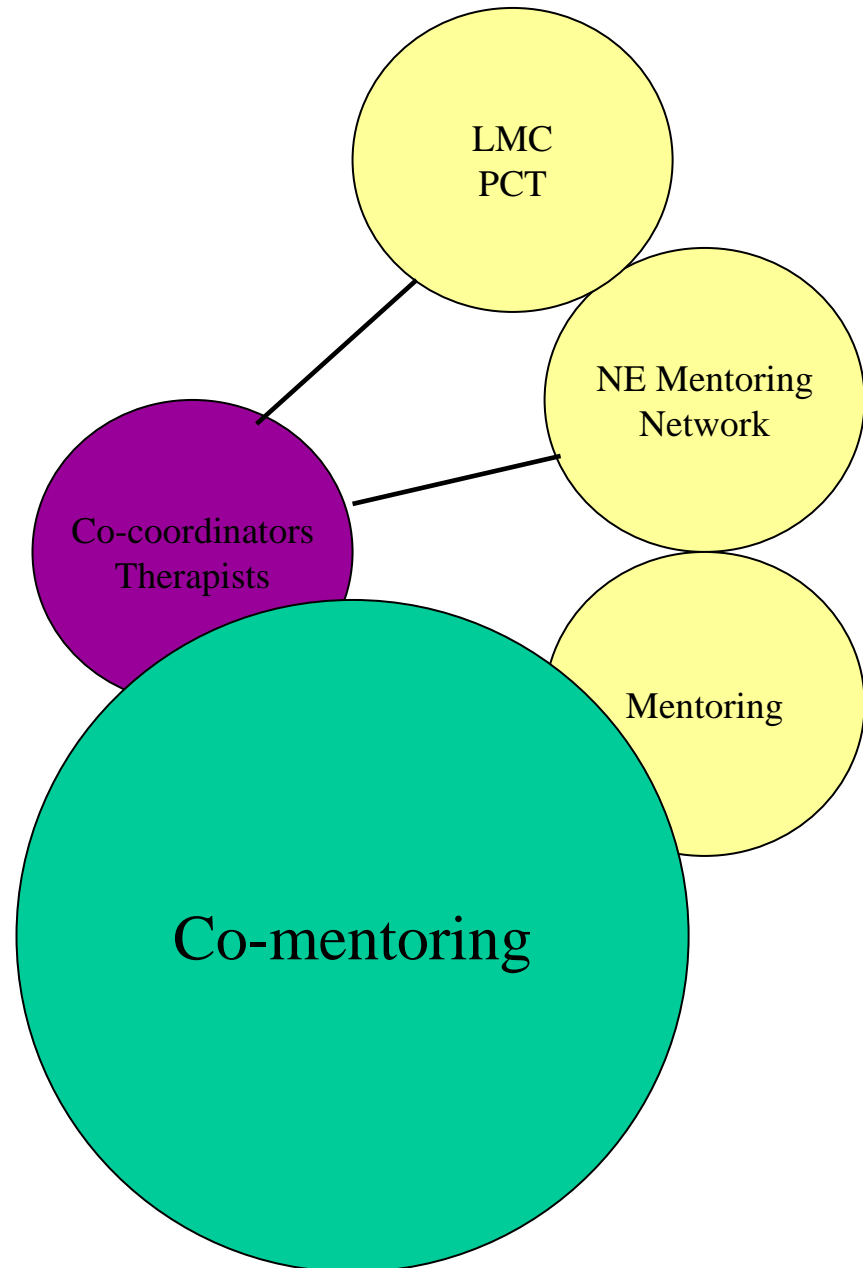 LMC
PCT
NE Mentoring
Network
Co-coordinators
Therapists
Mentoring
Co-mentoring